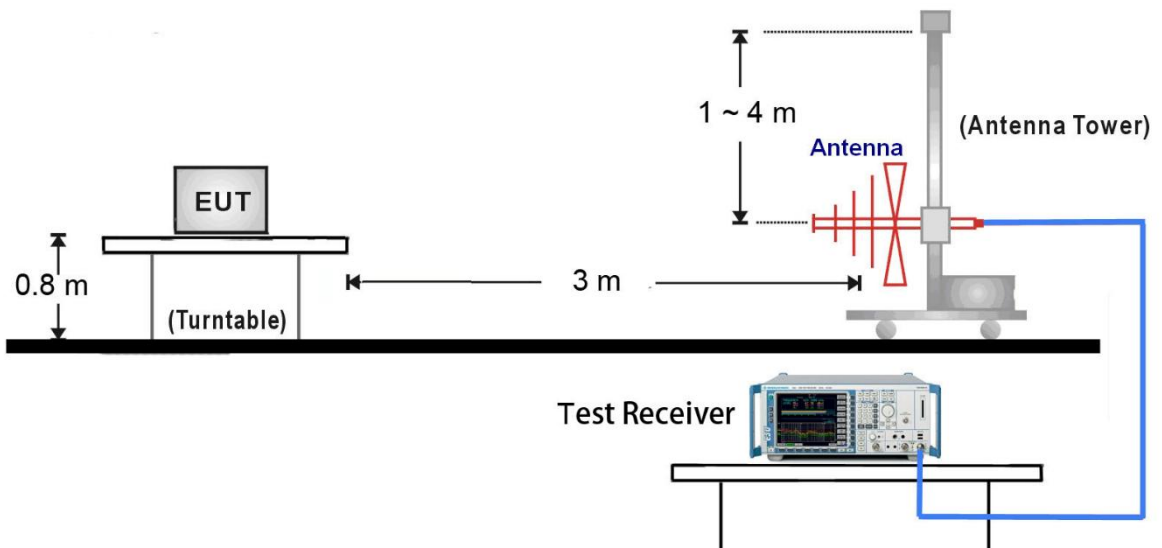 1 ~ 4 m
(Antenna Tower)
Antenna
EUT
0.8 m
3 m
(Turntable)
Test Receiver